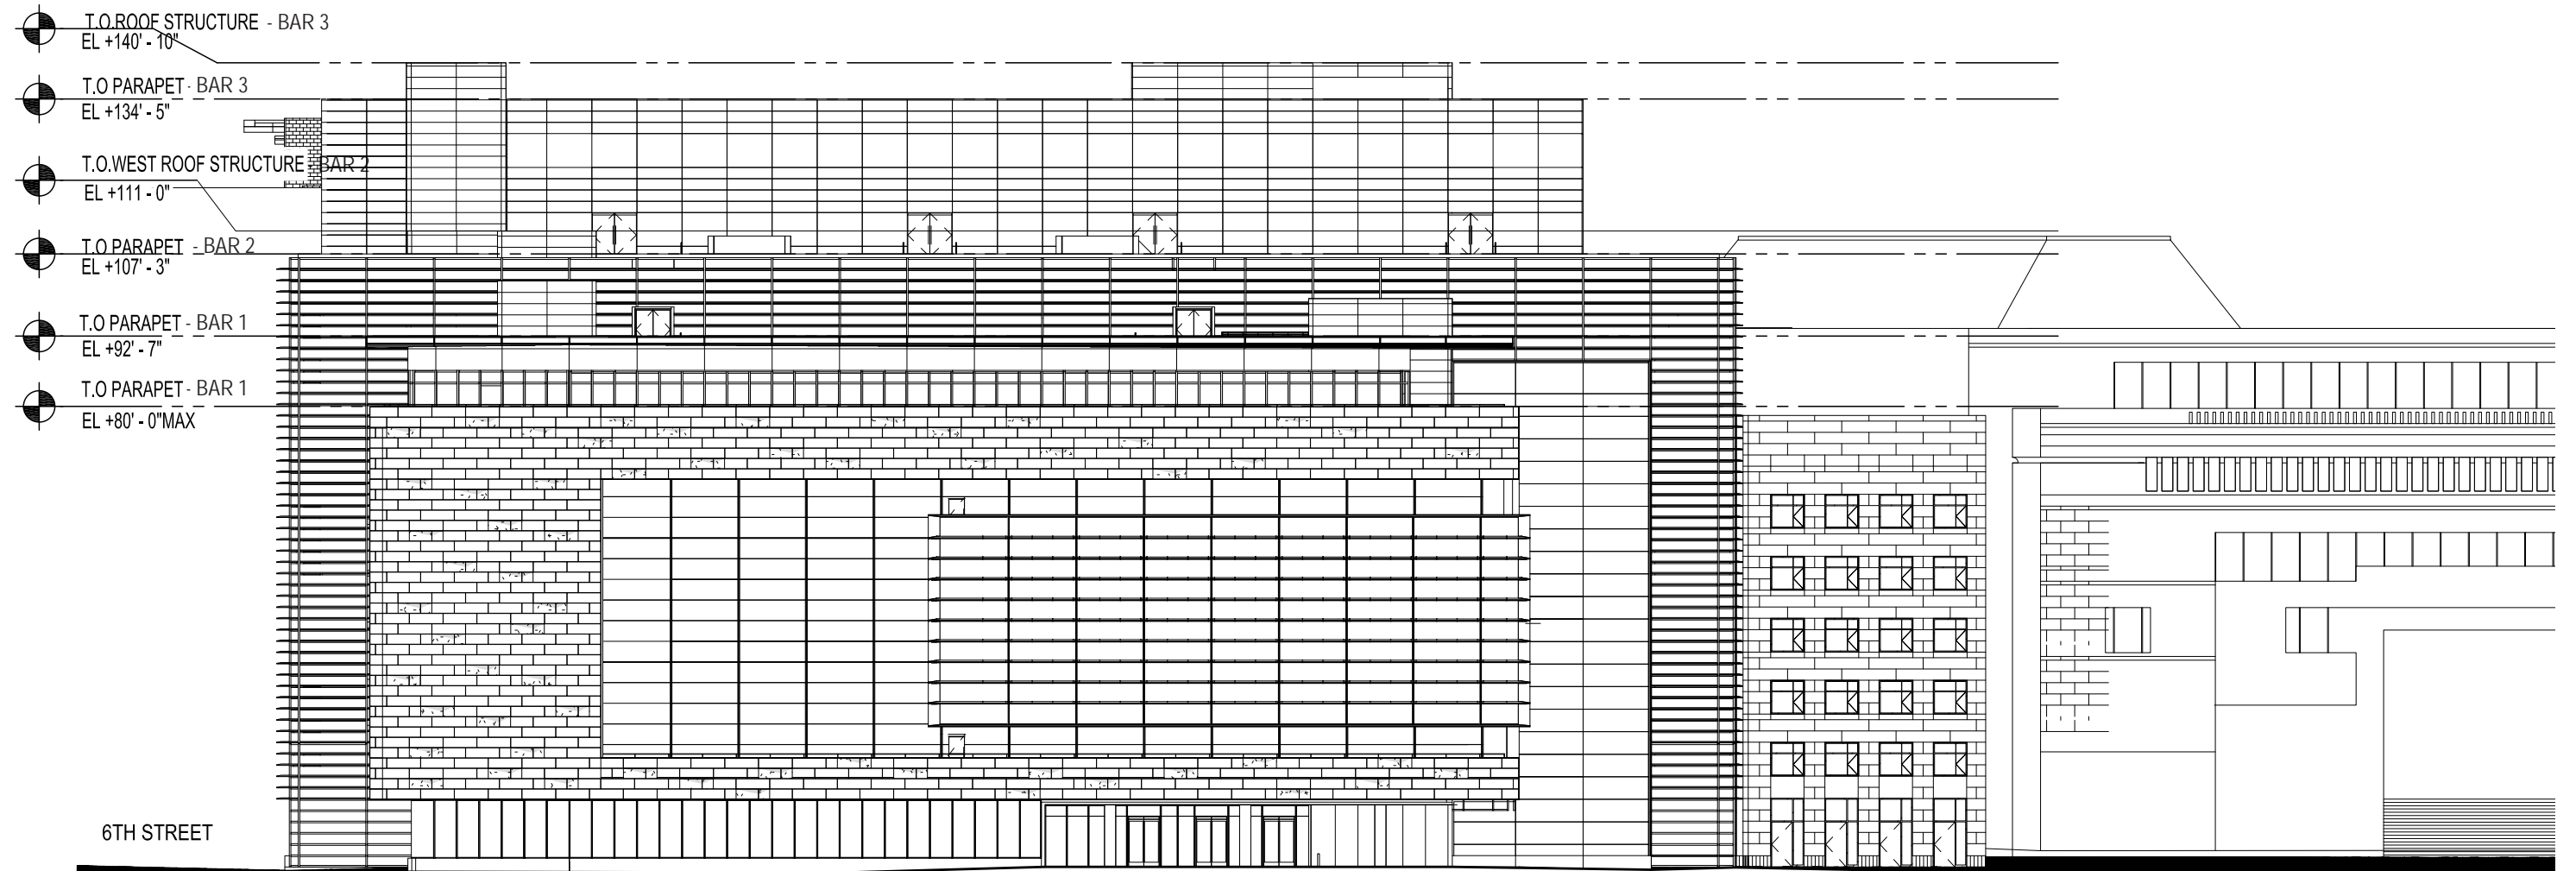 T.O.ROOF STRUCTURE - BAR 3
EL +140' - 10"
T.O PARAPET - BAR 3
EL +134' - 5"
T.O.WEST ROOF STRUCTURE - BAR 2
EL +111 - 0"
T.O PARAPET - BAR 2
EL +107' - 3"
T.O PARAPET - BAR 1
EL +92' - 7"
T.O PARAPET - BAR 1
EL +80' - 0"MAX
6TH STREET